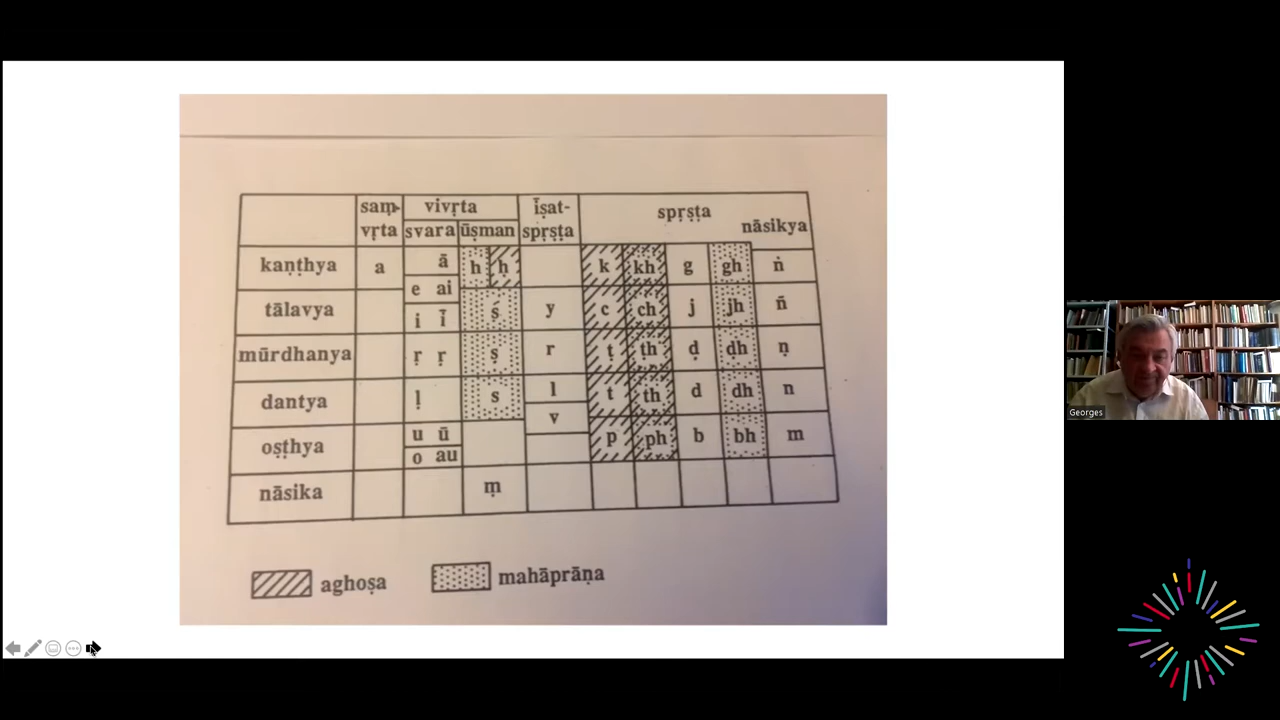 saṃ- vivṛta īṣat- spṛṣṭa
vṛta svara ūṣman spṛṣṭa nāsikya
kaṇṭhya a ā h ḥ k kh g gh ṅ
e ai
tālavya i ī ś y c ch j jh ñ
mūrdhanya ṛ ṛ ṣ r ṭ ṭh ḍ ḍh ṇ
dantya ḷ s l t th d dh n
v
oṣṭhya u ū p ph b bh m
o au
nāsika ṃ
aghoṣa mahāprāṇa
Georges